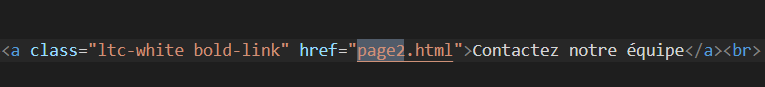 <a class="ltc-white bold-link" href="page2.html">Contactez notre équipe</a><br>